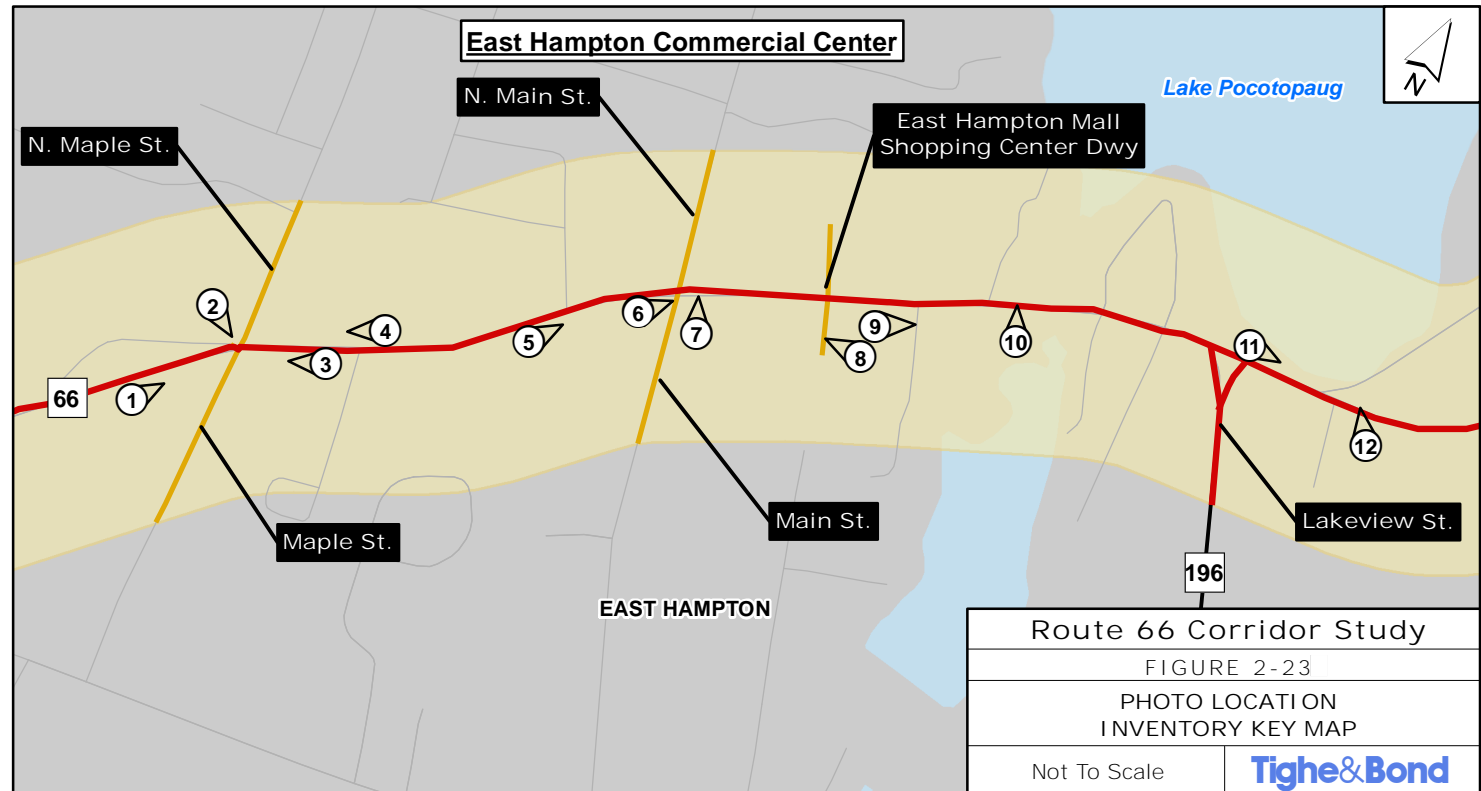 East Hampton Commercial Center
N
Lake Pocotopaug
N. Main St.
East Hampton Mall
Shopping Center Dwy
N. Maple St.
2
4
3
1
66
5
6
7
9
8
10
11
12
Maple St.
Main St.
Lakeview St.
196
EAST HAMPTON
Route 66 Corridor Study
FIGURE 2-23
PHOTO LOCATION
INVENTORY KEY MAP
Not To Scale
Tighe&Bond